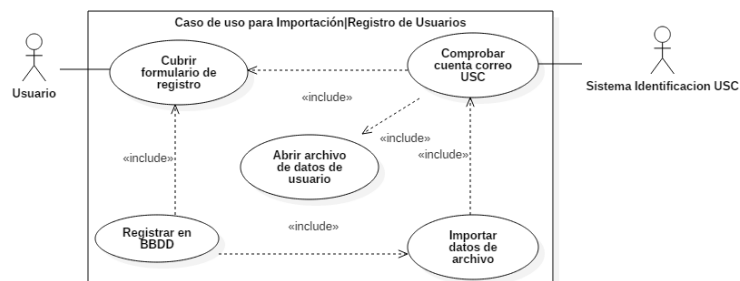 Caso de uso para Importación|Registro de Usuarios
Cubrir
formulario de
registro
Comprobar
cuenta correo
USC
Usuario
Sistema Identificacion USC
«include»
«include»
«include»
«include»
Abrir archivo
de datos de
usuario
Registrar en
BBDD
«include»
Importar
datos de
archivo